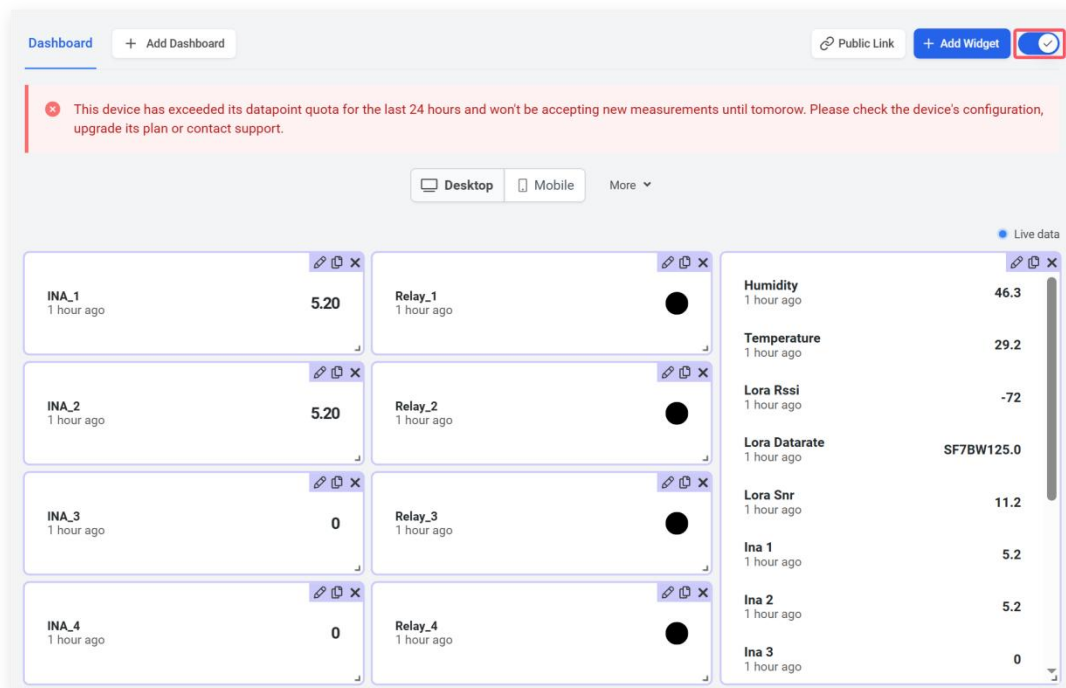 Dashboard
+ Add Dashboard
Public Link
+ Add Widget
This device has exceeded its datapoint quota for the last 24 hours and won't be accepting new measurements until tomorow. Please check the device's configuration,
upgrade its plan or contact support.
Desktop
Mobile
More
Live data
INA_1
1 hour ago
5.20
Relay_1
1 hour ago
INA_2
1 hour ago
5.20
Relay_2
1 hour ago
INA_3
1 hour ago
0
Relay_3
1 hour ago
INA_4
1 hour ago
0
Relay_4
1 hour ago
Humidity
1 hour ago
46.3
Temperature
1 hour ago
29.2
Lora Rssi
1 hour ago
-72
Lora Datarate
1 hour ago
SF7BW125.0
Lora Snr
1 hour ago
11.2
Ina 1
1 hour ago
5.2
Ina 2
1 hour ago
5.2
Ina 3
1 hour ago
0